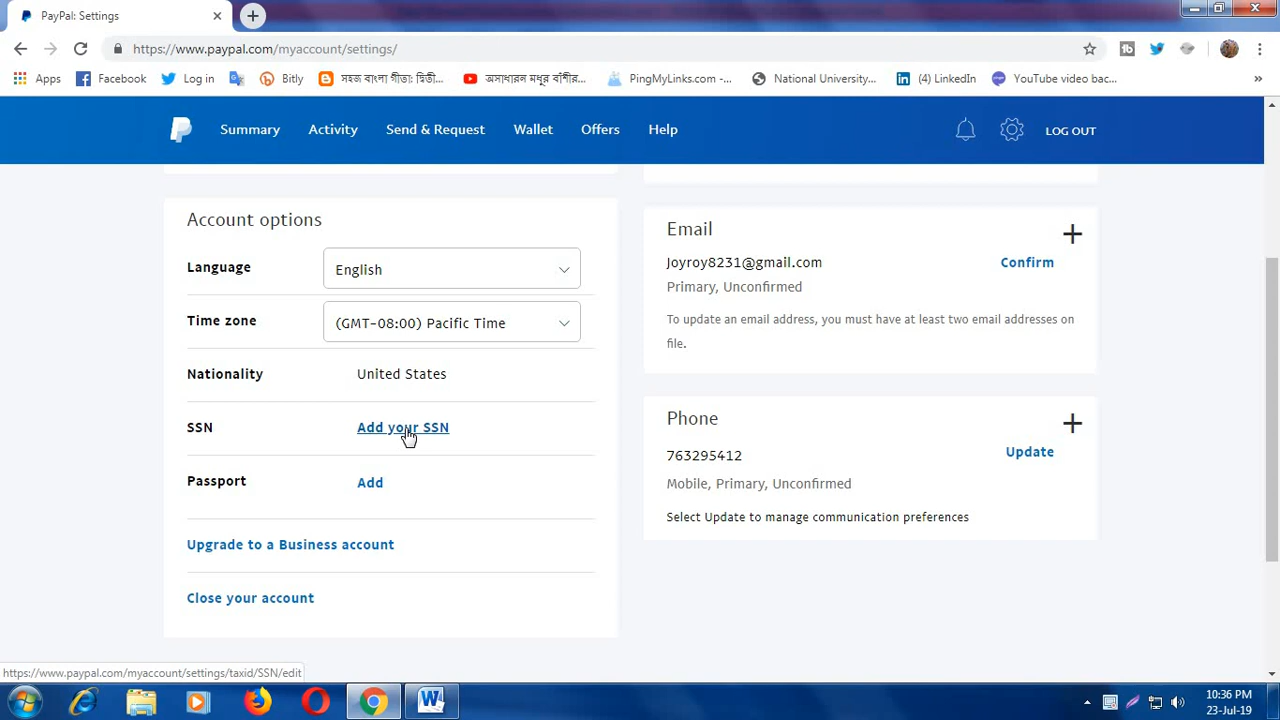 PayPal: Settings
https://www.paypal.com/myaccount/settings/
Apps Facebook Log in Bitly সহজ বাংলা গীতা: দ্বিতী... অসাধারন মধুর বাঁশীর... PingMyLinks.com -... National University... (4) LinkedIn YouTube video bac... »
Summary Activity Send & Request Wallet Offers Help LOG OUT
Account options
Language English
Time zone (GMT-08:00) Pacific Time
Nationality United States
SSN Add your SSN
Passport Add
Upgrade to a Business account
Close your account
Email
Joyroy8231@gmail.com Confirm
Primary, Unconfirmed
To update an email address, you must have at least two email addresses on
file.
Phone
763295412 Update
Mobile, Primary, Unconfirmed
Select Update to manage communication preferences
https://www.paypal.com/myaccount/settings/taxid/SSN/edit
10:36 PM
23-Jul-19